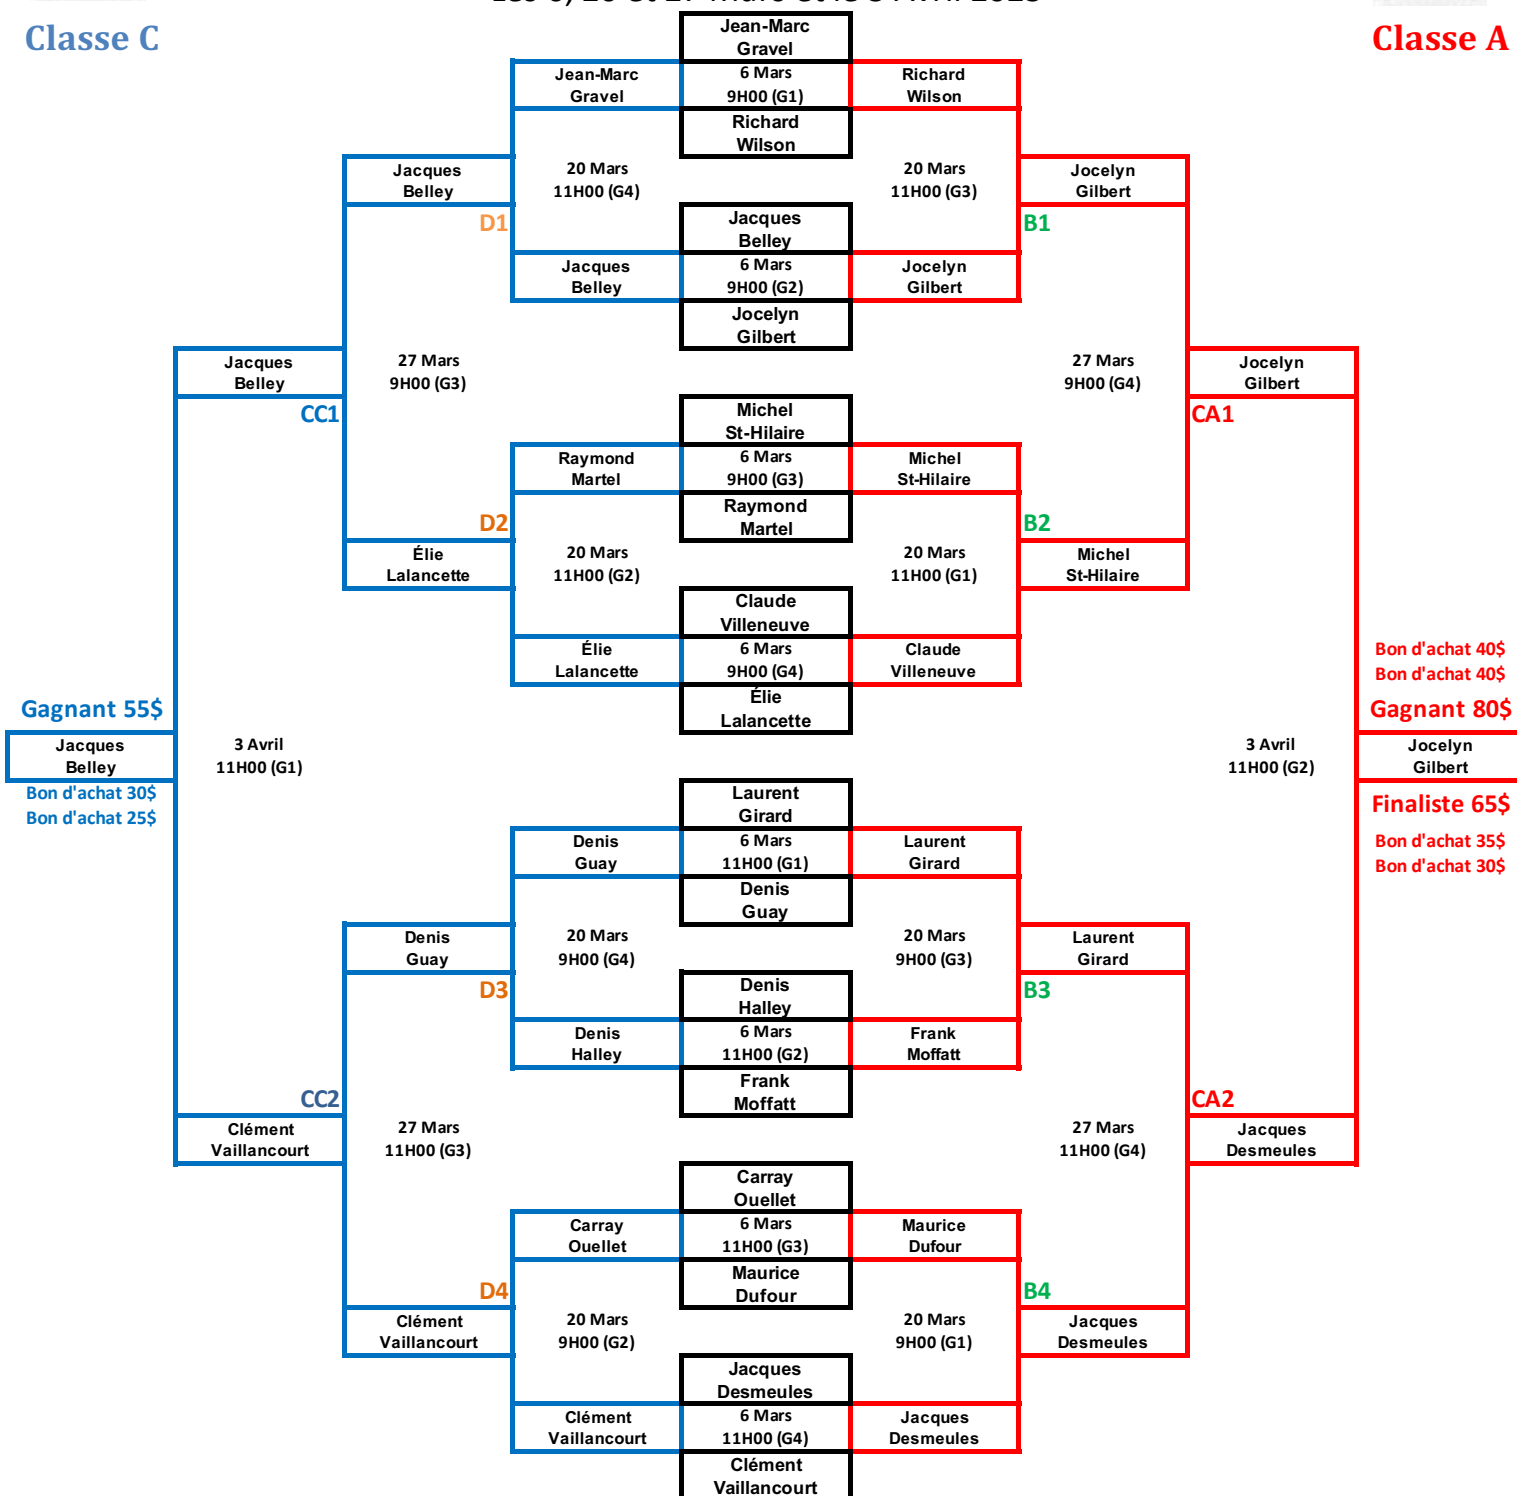 Classe C
Classe A
Jean-Marc
Gravel
Jean-Marc
Gravel
6 Mars
9H00 (G1)
Richard
Wilson
Richard
Wilson
Jacques
Belley
20 Mars
11H00 (G4)
20 Mars
11H00 (G3)
Jocelyn
Gilbert
D1
Jacques
Belley
B1
Jacques
Belley
6 Mars
9H00 (G2)
Jocelyn
Gilbert
Jocelyn
Gilbert
Jacques
Belley
27 Mars
9H00 (G3)
27 Mars
9H00 (G4)
Jocelyn
Gilbert
CC1
Michel
St-Hilaire
CA1
Raymond
Martel
6 Mars
9H00 (G3)
Michel
St-Hilaire
D2
Raymond
Martel
B2
Élie
Lalancette
20 Mars
11H00 (G2)
20 Mars
11H00 (G1)
Michel
St-Hilaire
Claude
Villeneuve
Élie
Lalancette
6 Mars
9H00 (G4)
Claude
Villeneuve
Bon d'achat 40$
Bon d'achat 40$
Élie
Lalancette
Gagnant 55$
Gagnant 80$
Jacques
Belley
3 Avril
11H00 (G1)
3 Avril
11H00 (G2)
Jocelyn
Gilbert
Bon d'achat 30$
Bon d'achat 25$
Laurent
Girard
Finaliste 65$
Denis
Guay
6 Mars
11H00 (G1)
Laurent
Girard
Bon d'achat 35$
Bon d'achat 30$
Denis
Guay
Denis
Guay
20 Mars
9H00 (G4)
20 Mars
9H00 (G3)
Laurent
Girard
D3
Denis
Halley
B3
Denis
Halley
6 Mars
11H00 (G2)
Frank
Moffatt
Frank
Moffatt
CC2
CA2
Clément
Vaillancourt
27 Mars
11H00 (G3)
27 Mars
11H00 (G4)
Jacques
Desmeules
Carray
Ouellet
Carray
Ouellet
6 Mars
11H00 (G3)
Maurice
Dufour
D4
Maurice
Dufour
B4
Clément
Vaillancourt
20 Mars
9H00 (G2)
20 Mars
9H00 (G1)
Jacques
Desmeules
Jacques
Desmeules
Clément
Vaillancourt
6 Mars
11H00 (G4)
Jacques
Desmeules
Clément
Vaillancourt